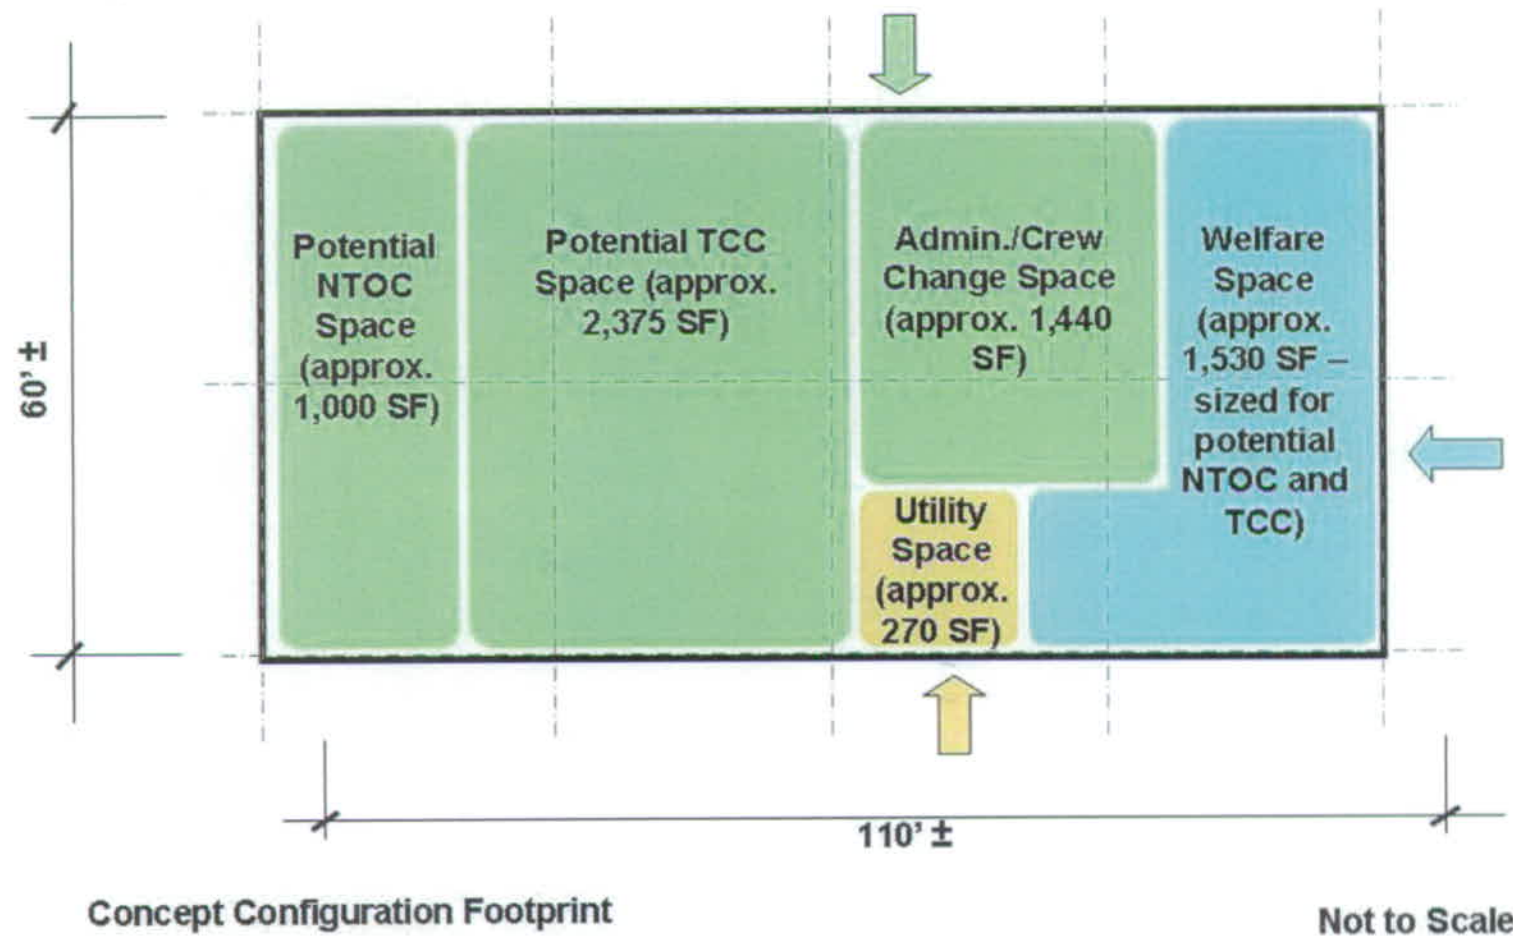 Potential
NTOC
Space
(approx.
1,000 SF)
Potential TCC
Space (approx.
2,375 SF)
Admin./Crew
Change Space
(approx. 1,440
SF)
Welfare
Space
(approx.
1,530 SF –
sized for
potential
NTOC and
TCC)
Utility
Space
(approx.
270 SF)
60' ±
110' ±
Concept Configuration Footprint
Not to Scale